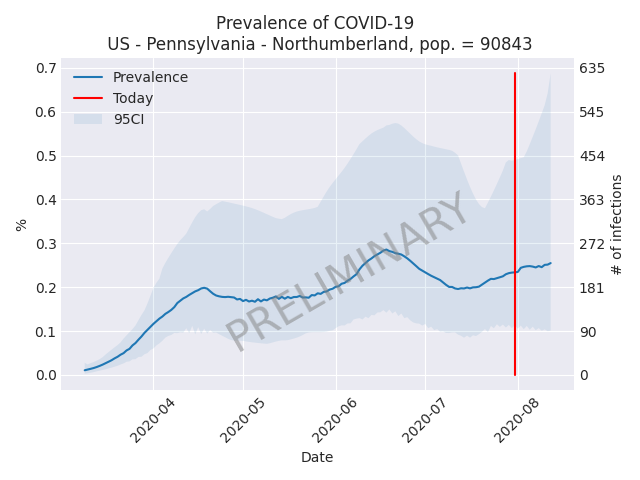 Prevalence of COVID-19
US - Pennsylvania - Northumberland, pop. = 90843
Prevalence
Today
95CI
0.7
0.6
0.5
0.4
0.3
0.2
0.1
0.0
%
635
545
454
363
272
181
90
0
# of infections
PRELIMINARY
2020-04
2020-05
2020-06
2020-07
2020-08
Date